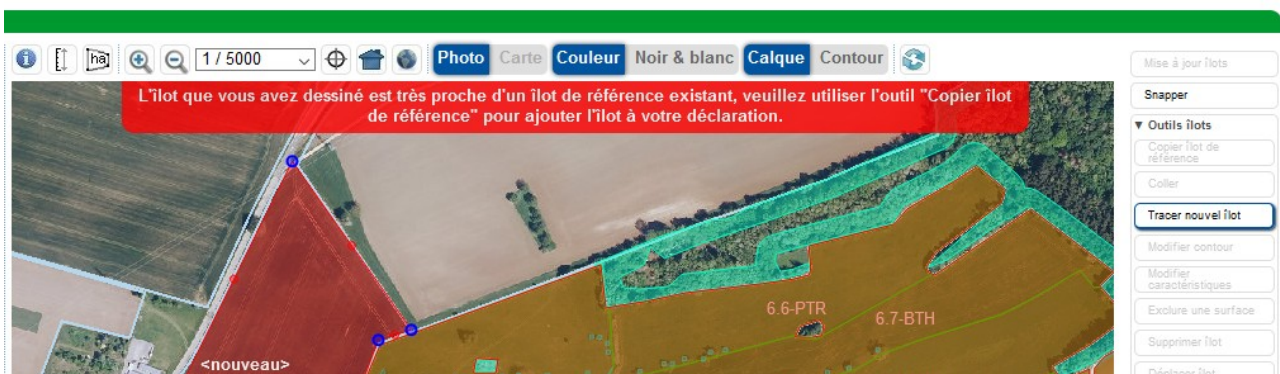 ha 1 / 5000 Photo Carte Couleur Noir & blanc Calque Contour
Mise à jour îlots
L'îlot que vous avez dessiné est très proche d'un îlot de référence existant, veuillez utiliser l'outil "Copier îlot
de référence" pour ajouter l'îlot à votre déclaration.
Snapper
▼ Outils îlots
Copier îlot de
référence
Coller
Tracer nouvel îlot
Modifier contour
Modifier
caractéristiques
Exclure une surface
Supprimer îlot
Déplacer îlot
6.6-PTR
6.7-BTH
<nouveau>